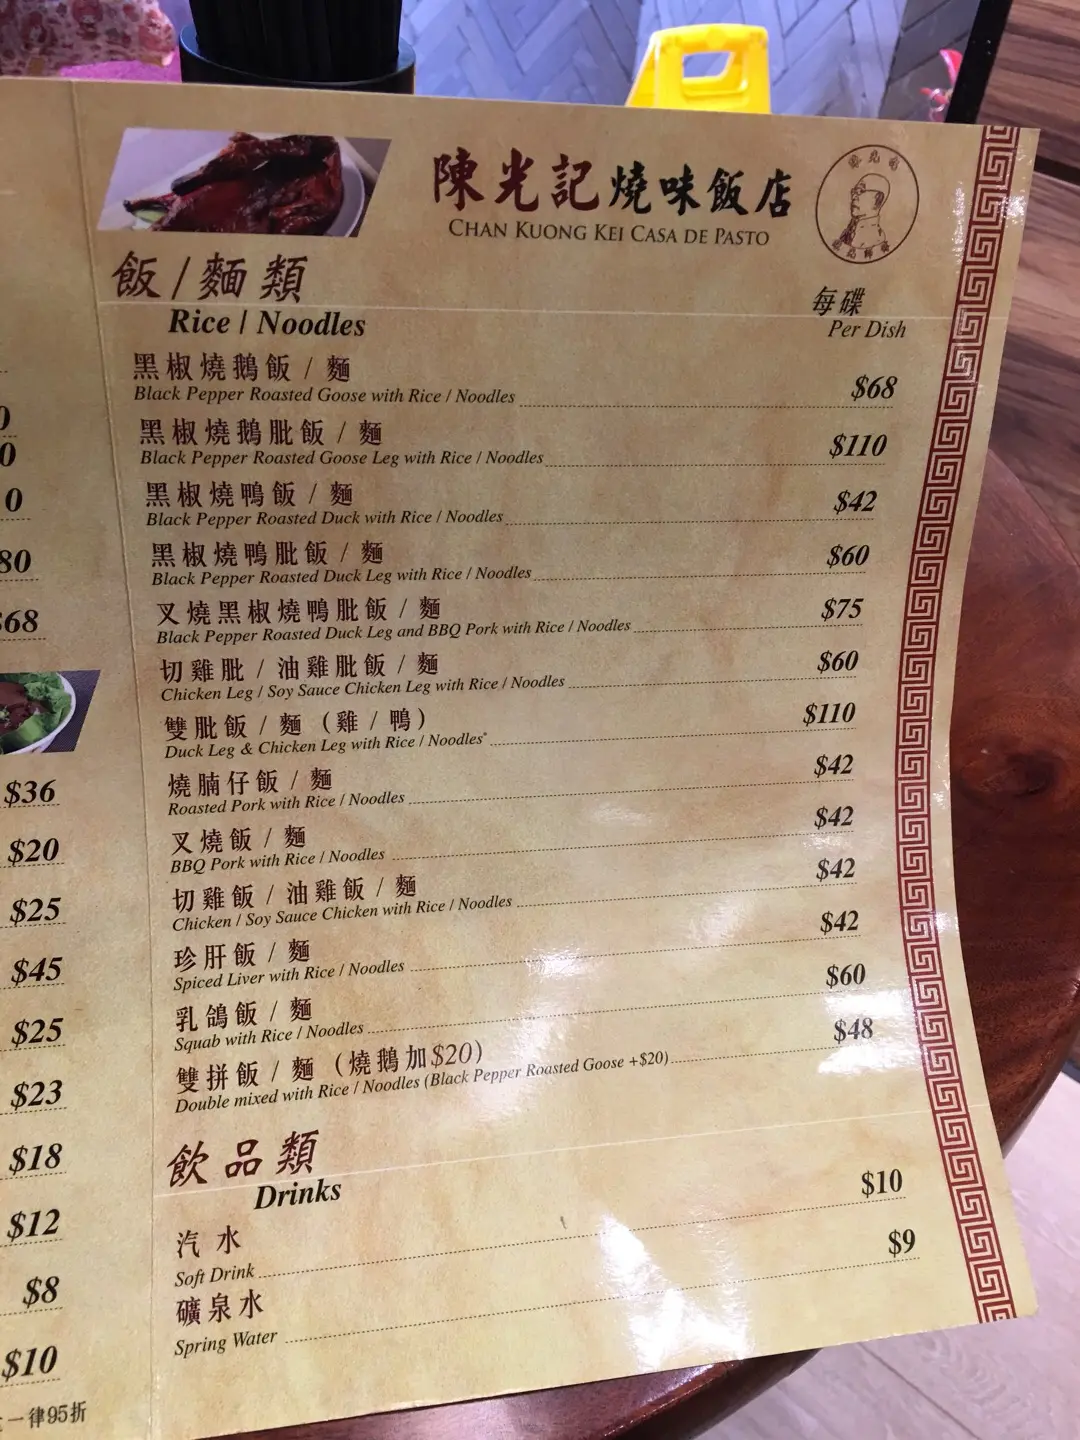 陳光記燒味飯店
CHAN KUONG KEI CASA DE PASTO
飯 / 麵 類
Rice / Noodles
每碟
Per Dish
黑椒燒鵝飯 / 麵
Black Pepper Roasted Goose with Rice / Noodles $68
黑椒燒鵝肶飯 / 麵
Black Pepper Roasted Goose Leg with Rice / Noodles $110
黑椒燒鴨飯 / 麵
Black Pepper Roasted Duck with Rice / Noodles $42
黑椒燒鴨肶飯 / 麵
Black Pepper Roasted Duck Leg with Rice / Noodles $60
叉燒黑椒燒鴨肶飯 / 麵
Black Pepper Roasted Duck Leg and BBQ Pork with Rice / Noodles $75
切雞肶 / 油雞肶飯 / 麵
Chicken Leg / Soy Sauce Chicken Leg with Rice / Noodles $60
雙肶飯 / 麵 (雞 / 鴨)
Duck Leg & Chicken Leg with Rice / Noodles* $110
燒腩仔飯 / 麵
Roasted Pork with Rice / Noodles $42
叉燒飯 / 麵
BBQ Pork with Rice / Noodles $42
切雞飯 / 油雞飯 / 麵
Chicken / Soy Sauce Chicken with Rice / Noodles $42
珍肝飯 / 麵
Spiced Liver with Rice / Noodles $42
乳鴿飯 / 麵
Squab with Rice / Noodles $60
雙拼飯 / 麵 (燒鵝加$20)
Double mixed with Rice / Noodles (Black Pepper Roasted Goose +$20) $48
飲品類
Drinks
汽水
Soft Drink $10
礦泉水
Spring Water $9
0
0
0
80
68
$36
$20
$25
$45
$25
$23
$18
$12
$8
$10
一律95折